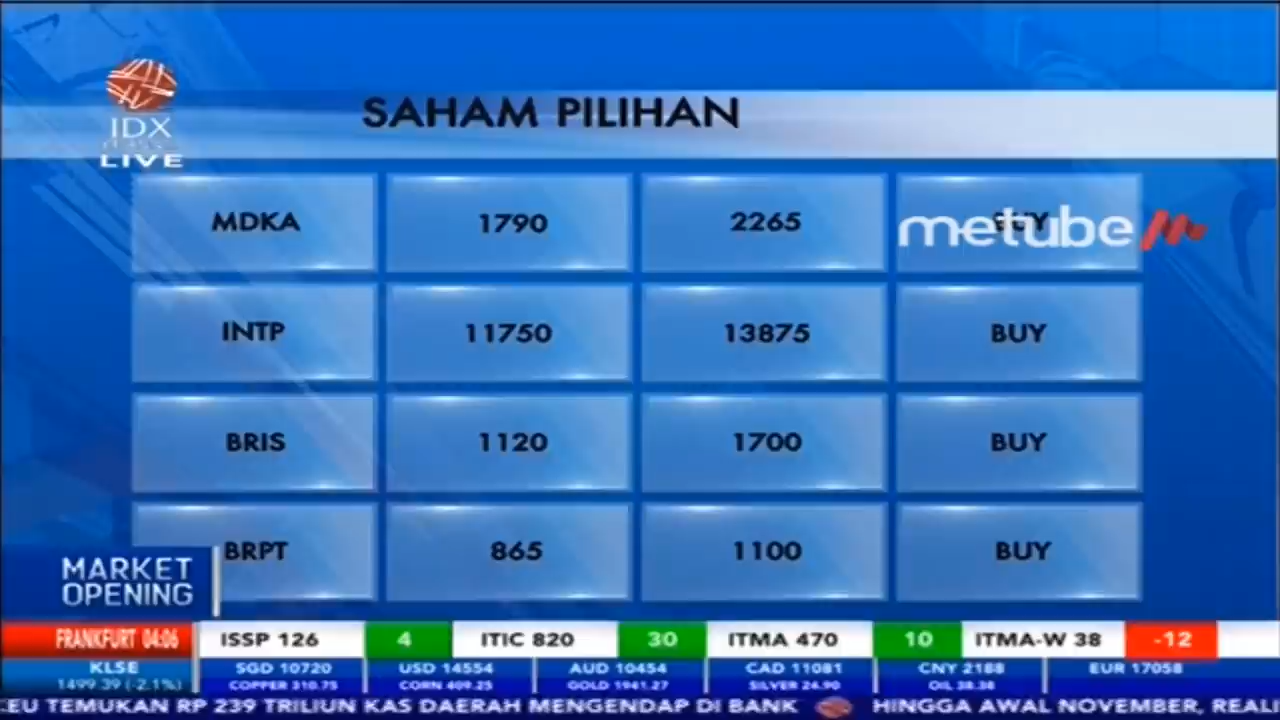 SAHAM PILIHAN
IDX
LIVE
MDKA 1790 2265 BUY
metube
INTP 11750 13875 BUY
BRIS 1120 1700 BUY
BRPT 865 1100 BUY
MARKET
OPENING
FRANKFURT 04:06 ISSP 126 4 ITIC 820 30 ITMA 470 10 ITMA-W 38 -12
KLSE SGD 10720 USD 14554 AUD 10454 CAD 11081 CNY 2188 EUR 17058
1499.39 (-2.1%) COPPER 310.75 CORN 409.25 GOLD 1941.27 SILVER 24.90 OIL 38.38
EU TEMUKAN RP 239 TRILIUN KAS DAERAH MENGENDAP DI BANK HINGGA AWAL NOVEMBER, REALI